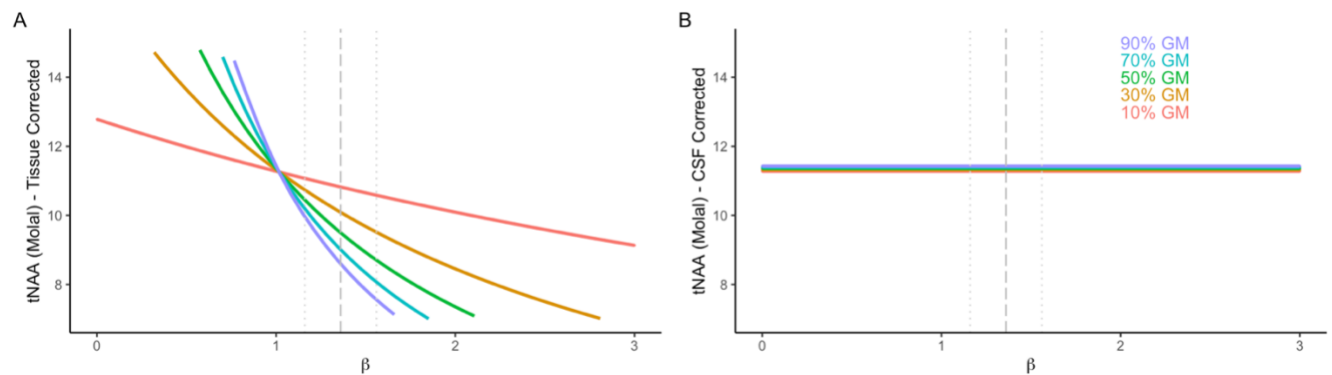 A
tNAA (Molal) - Tissue Corrected
14
12
10
8
0
1
2
3
β
B
tNAA (Molal) - CSF Corrected
14
12
10
8
0
1
2
3
β
90% GM
70% GM
50% GM
30% GM
10% GM